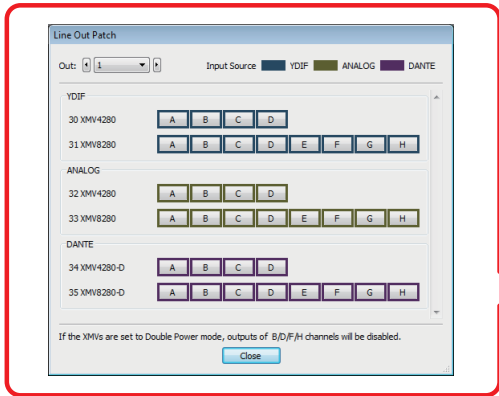 Line Out Patch
Out: 1 Input Source YDIF ANALOG DANTE
YDIF
30 XMV4280 A B C D
31 XMV8280 A B C D E F G H
ANALOG
32 XMV4280 A B C D
33 XMV8280 A B C D E F G H
DANTE
34 XMV4280-D A B C D
35 XMV8280-D A B C D E F G H
If the XMVs are set to Double Power mode, outputs of B/D/F/H channels will be disabled.
Close